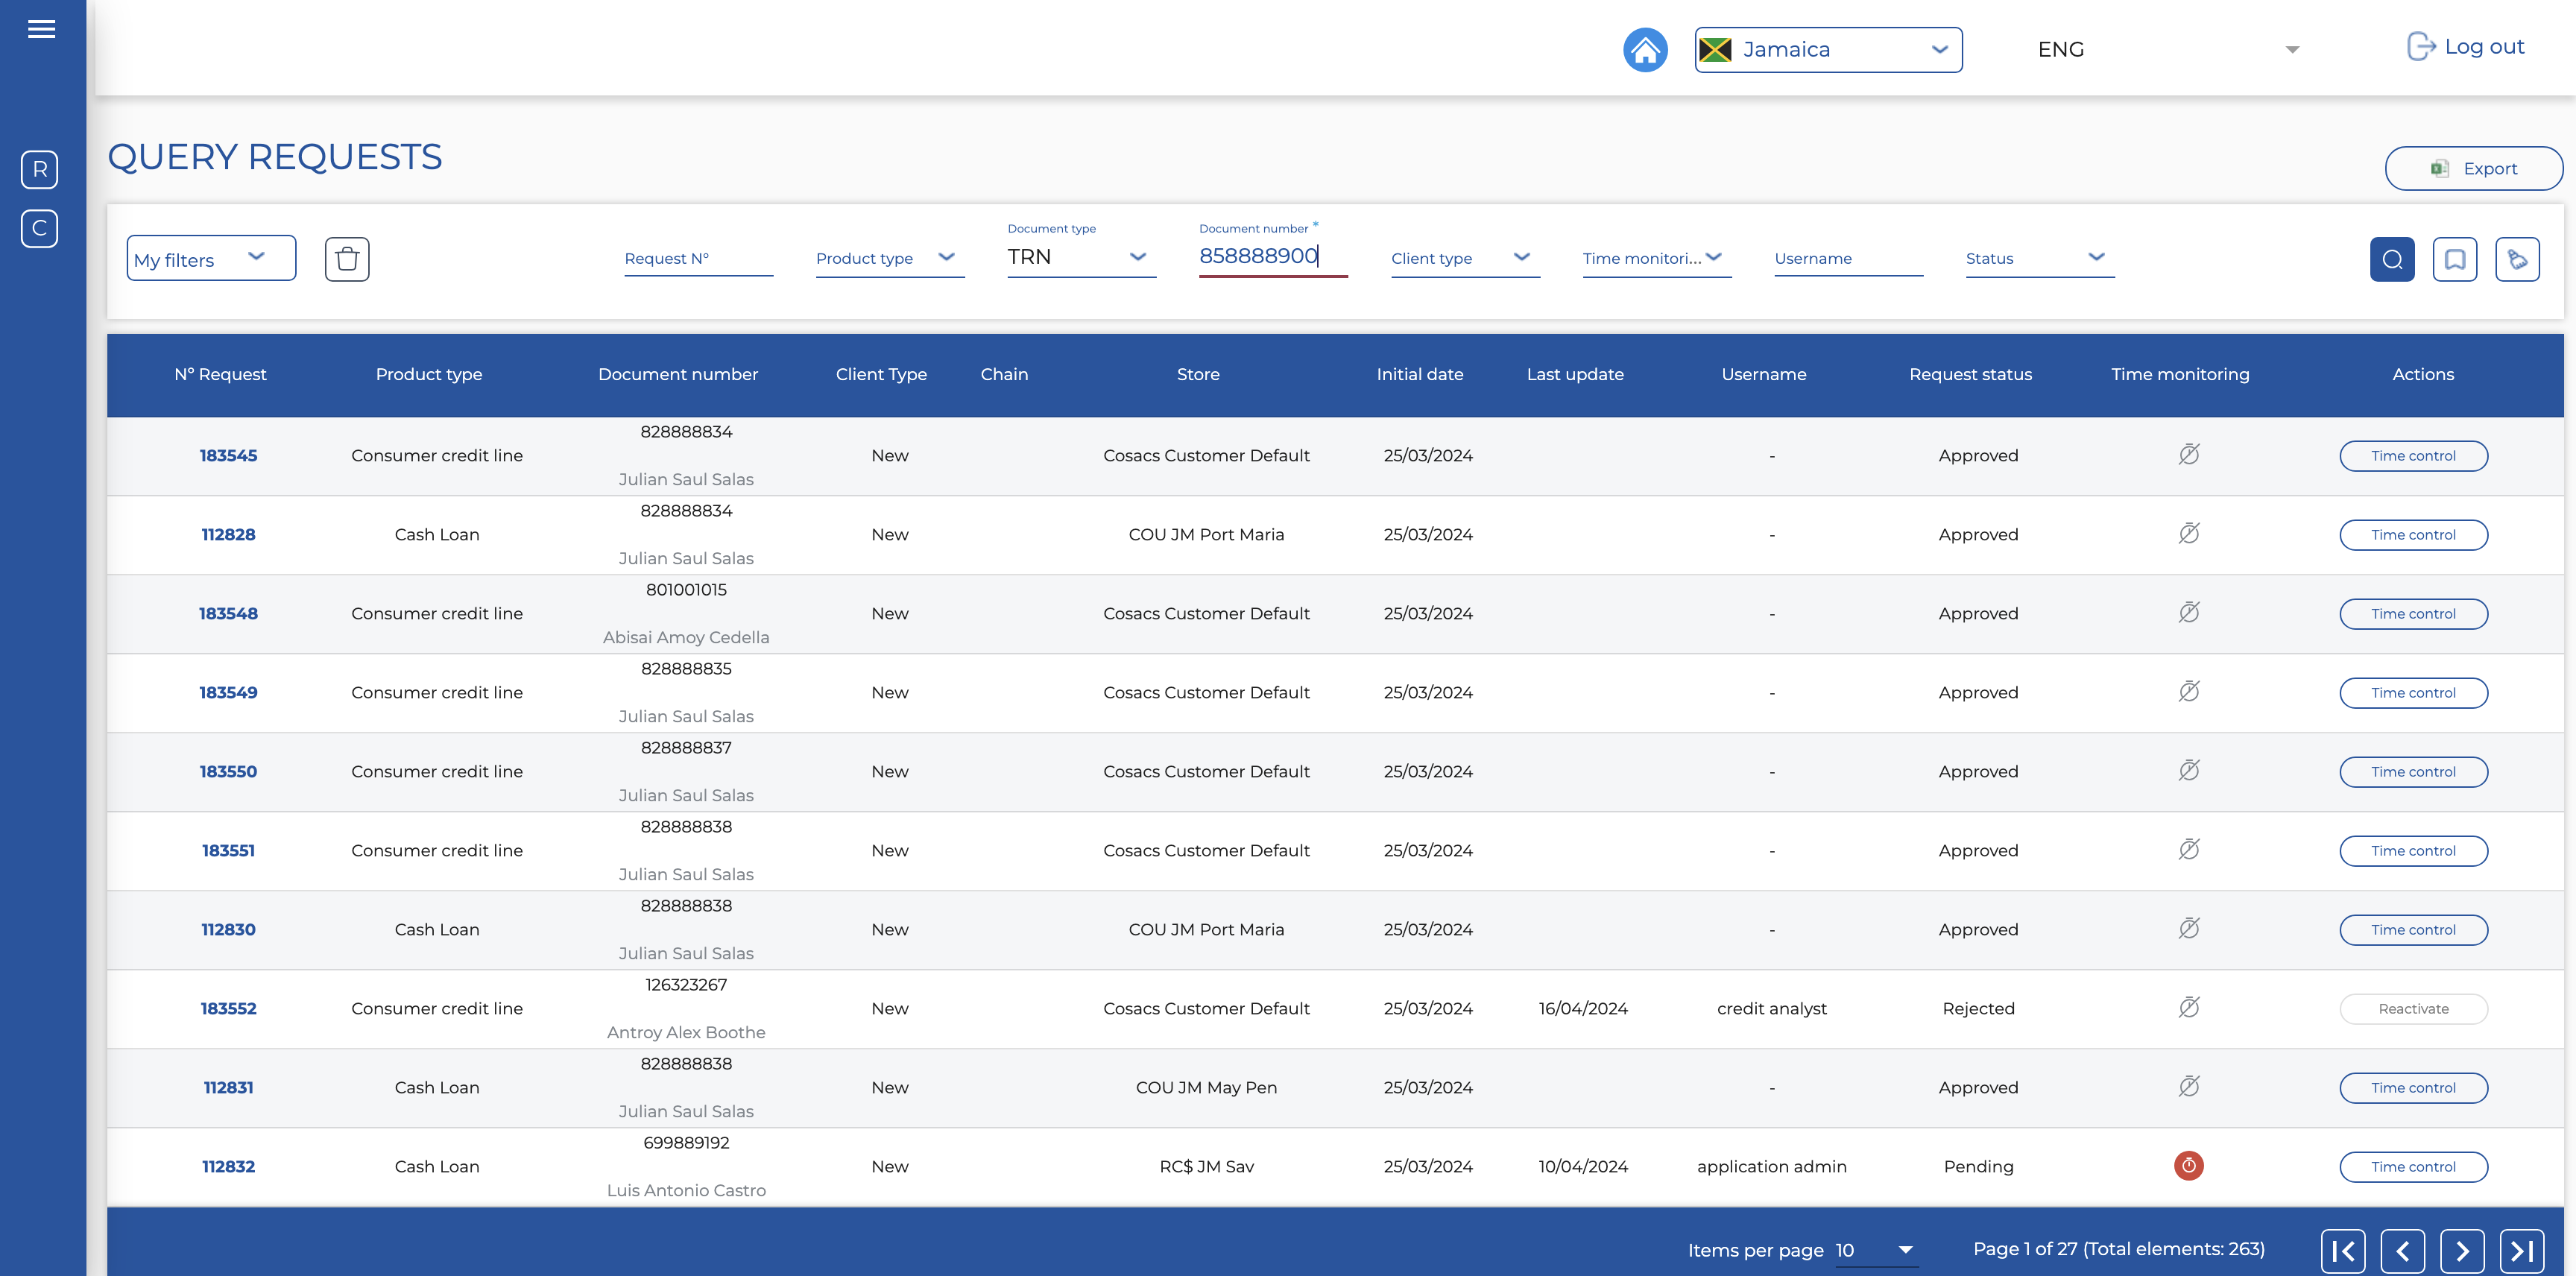 Jamaica
ENG
Log out
R
C
QUERY REQUESTS
Export
My filters
Request N°
Product type
Document type
TRN
Document number *
858888900
Client type
Time monitori...
Username
Status
N° Request Product type Document number Client Type Chain Store Initial date Last update Username Request status Time monitoring Actions
828888834
183545 Consumer credit line New Cosacs Customer Default 25/03/2024 - Approved Time control
Julian Saul Salas
828888834
112828 Cash Loan New COU JM Port Maria 25/03/2024 - Approved Time control
Julian Saul Salas
801001015
183548 Consumer credit line New Cosacs Customer Default 25/03/2024 - Approved Time control
Abisai Amoy Cedella
828888835
183549 Consumer credit line New Cosacs Customer Default 25/03/2024 - Approved Time control
Julian Saul Salas
828888837
183550 Consumer credit line New Cosacs Customer Default 25/03/2024 - Approved Time control
Julian Saul Salas
828888838
183551 Consumer credit line New Cosacs Customer Default 25/03/2024 - Approved Time control
Julian Saul Salas
828888838
112830 Cash Loan New COU JM Port Maria 25/03/2024 - Approved Time control
Julian Saul Salas
126323267
183552 Consumer credit line New Cosacs Customer Default 25/03/2024 16/04/2024 credit analyst Rejected Reactivate
Antroy Alex Boothe
828888838
112831 Cash Loan New COU JM May Pen 25/03/2024 - Approved Time control
Julian Saul Salas
699889192
112832 Cash Loan New RC$ JM Sav 25/03/2024 10/04/2024 application admin Pending Time control
Luis Antonio Castro
Items per page 10 Page 1 of 27 (Total elements: 263)